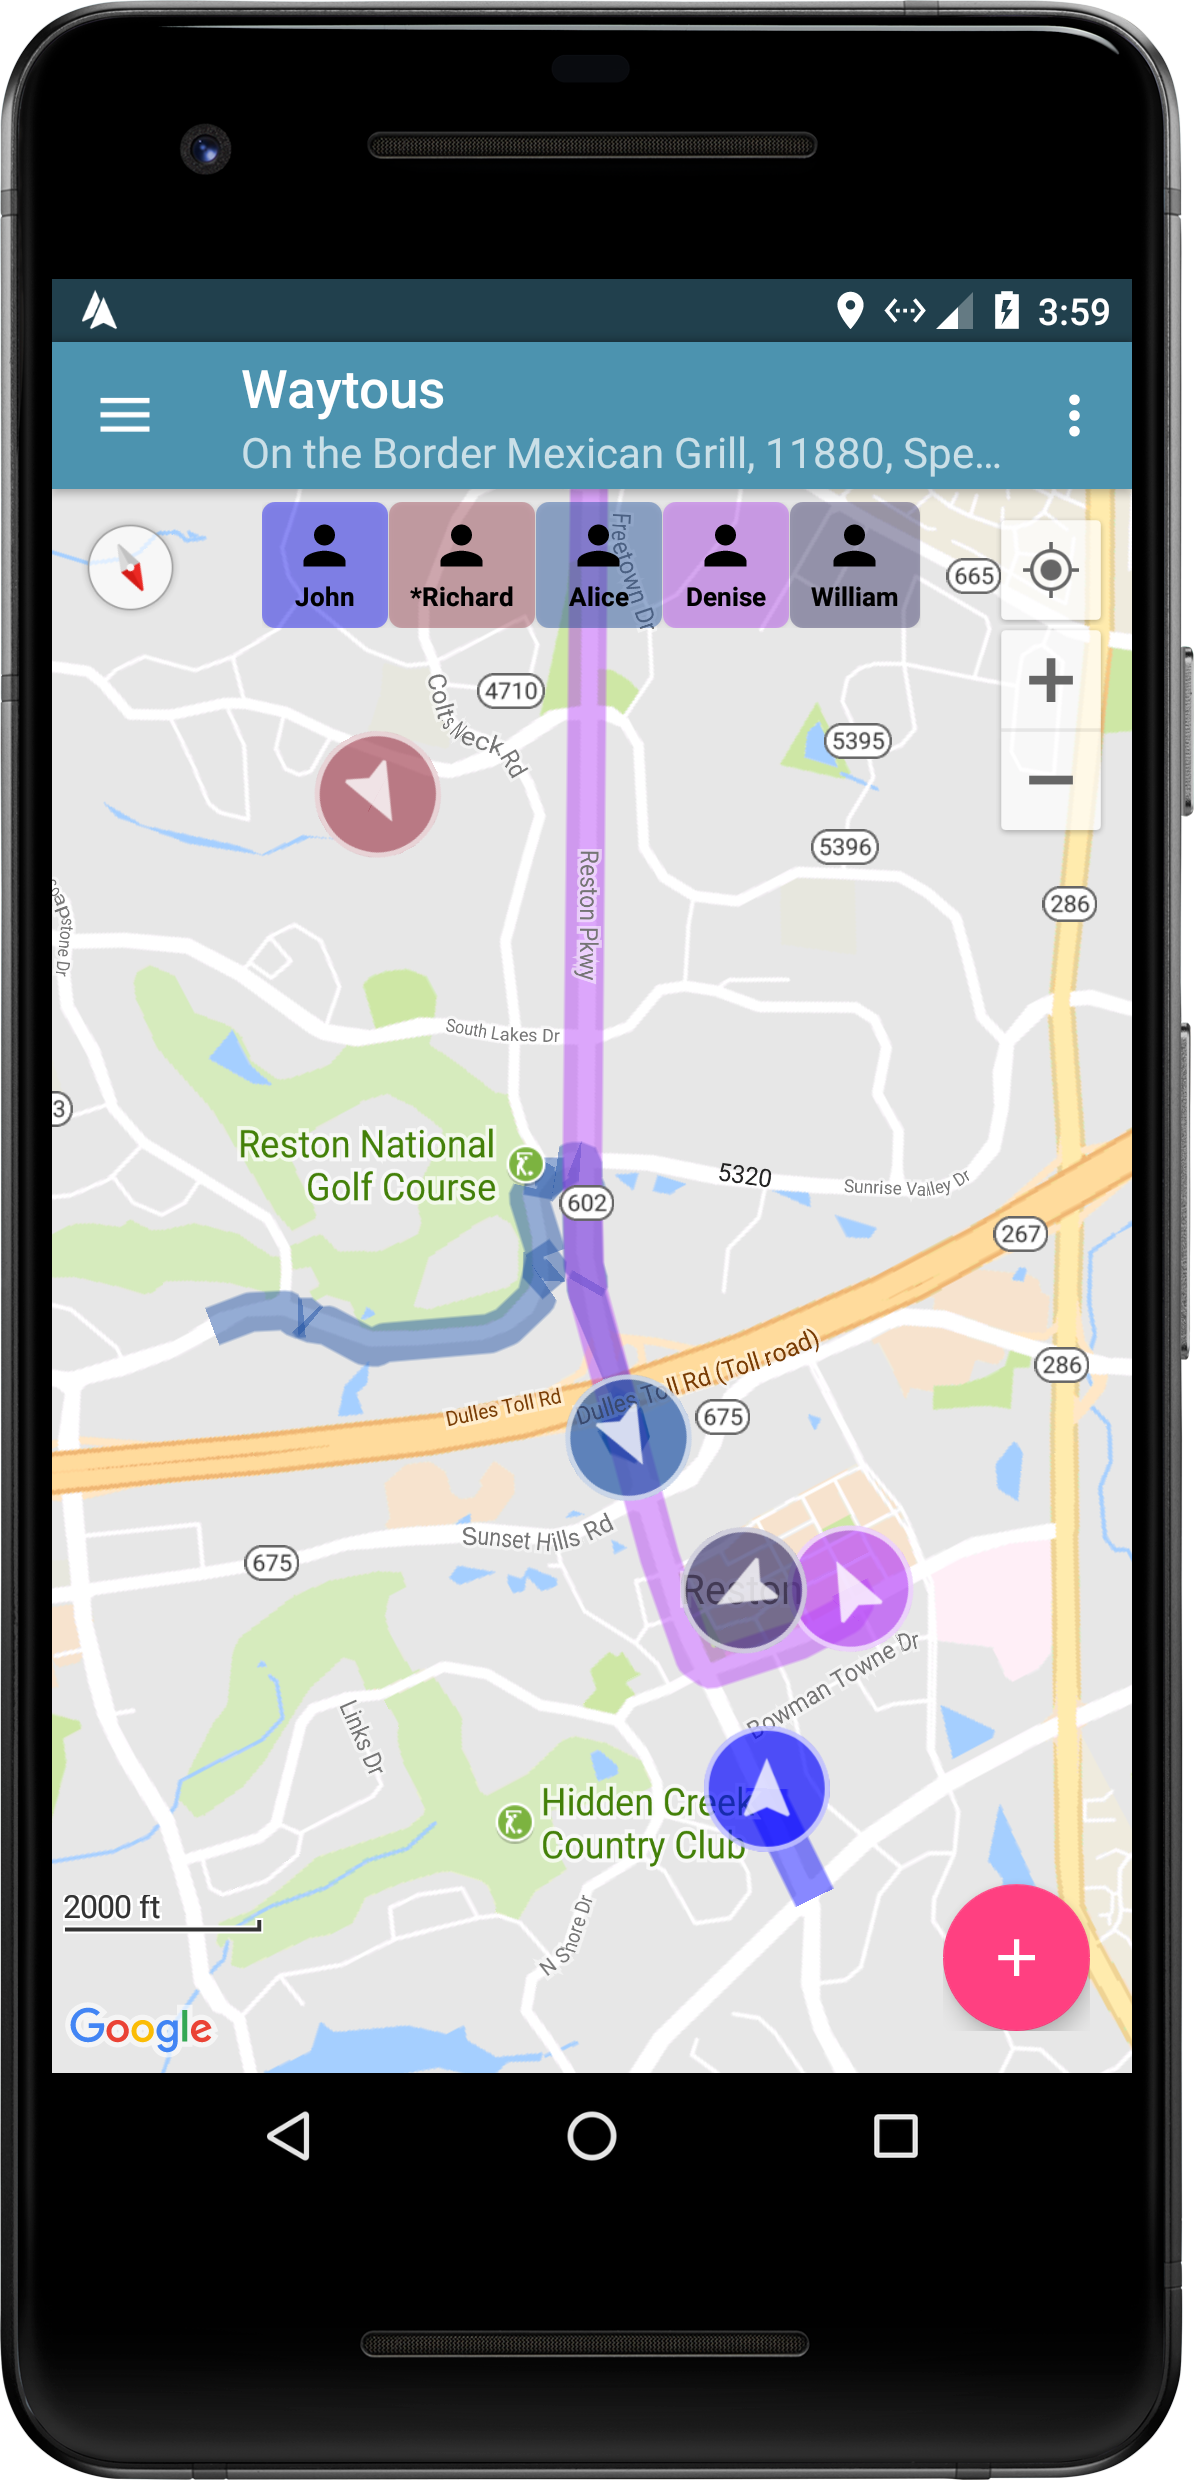 3:59
Waytous
On the Border Mexican Grill, 11880, Spe...
John
*Richard
Alice
Denise
William
Freetown Dr
665
4710
Colts Neck Rd
5395
5396
286
Reston Pkwy
South Lakes Dr
3
Reston National
Golf Course
602
5320
Sunrise Valley Dr
267
286
Dulles Toll Rd (Toll road)
Dulles Toll Rd
675
Sunset Hills Rd
675
Reston
Bowman Towne Dr
Links Dr
Hidden Creek
Country Club
2000 ft
N Shore Dr
Google